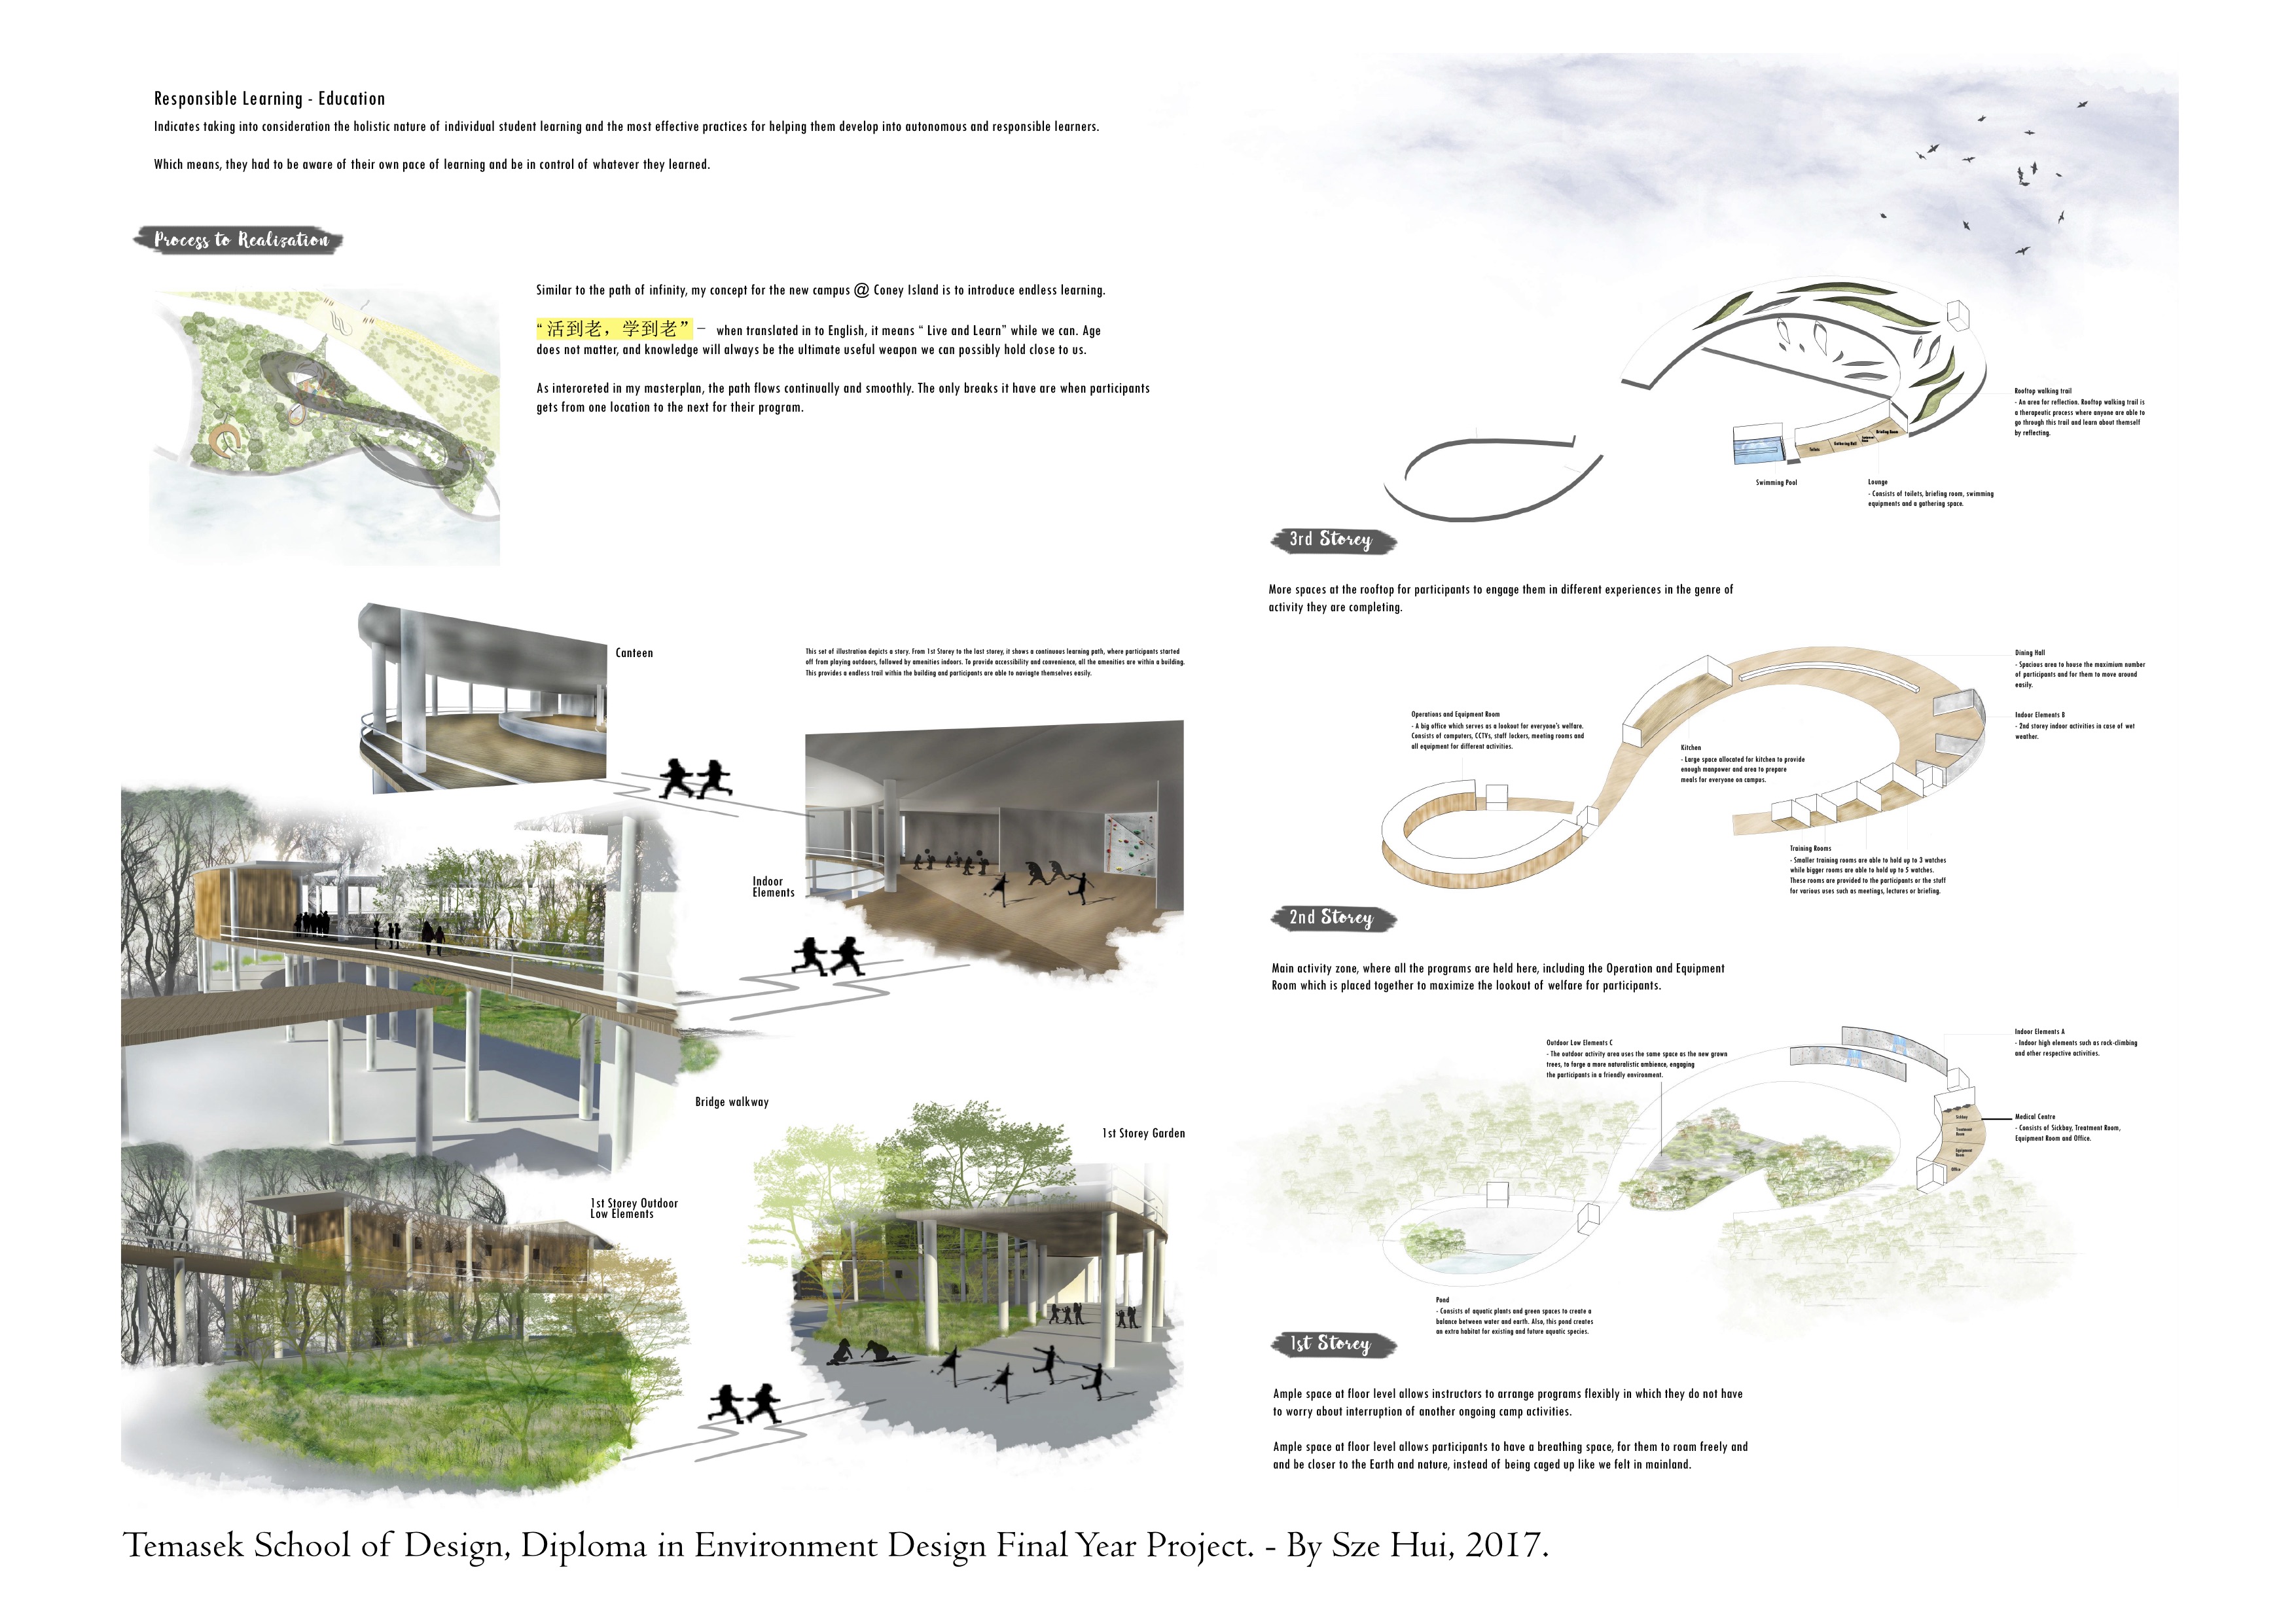 Responsible Learning - Education
Indicates taking into consideration the holistic nature of individual student learning and the most effective practices for helping them develop into autonomous and responsible learners.
Which means, they had to be aware of their own pace of learning and be in control of whatever they learned.
Process to Realization
Similar to the path of infinity, my concept for the new campus @ Coney Island is to introduce endless learning.
“活到老，学到老” – when translated in to English, it means “ Live and Learn” while we can. Age
does not matter, and knowledge will always be the ultimate useful weapon we can possibly hold close to us.
As interoreted in my masterplan, the path flows continually and smoothly. The only breaks it have are when participants
gets from one location to the next for their program.
Canteen
This set of illustration depicts a story. From 1st Storey to the last storey, it shows a continuous learning path, where participants started
off from playing outdoors, followed by amenities indoors. To provide accessibility and convenience, all the amenities are within a building.
This provides a endless trail within the building and participants are able to naviagte themselves easily.
Indoor
Elements
Bridge walkway
1st Storey Garden
1st Storey Outdoor
Low Elements
Rooftop walking trail
- An area for reflection. Rooftop walking trail is
a therapeutic process where anyone are able to
go through this trail and learn about themself
by reflecting.
Toilets
Gathering Hall
Briefing Room
Swimming Pool
Lounge
- Consists of toilets, briefing room, swimming
equipments and a gathering space.
3rd Storey
More spaces at the rooftop for participants to engage them in different experiences in the genre of
activity they are completing.
Dining Hall
- Spacious area to house the maximium number
of participants and for them to move around
easily.
Indoor Elements B
- 2nd storey indoor activities in case of wet
weather.
Operations and Equipment Room
- A big office which serves as a lookout for everyone's welfare.
Consists of computers, CCTVs, staff lockers, meeting rooms and
all equipment for different activities.
Kitchen
- Large space allocated for kitchen to provide
enough manpower and area to prepare
meals for everyone on campus.
Training Rooms
- Smaller training rooms are able to hold up to 3 watches
while bigger rooms are able to hold up to 5 watches.
These rooms are provided to the participants or the stuff
for various uses such as meetings, lectures or briefing.
2nd Storey
Main activity zone, where all the programs are held here, including the Operation and Equipment
Room which is placed together to maximize the lookout of welfare for participants.
Outdoor Low Elements C
- The outdoor activity area uses the same space as the new grown
trees, to forge a more naturalistic ambience, engaging
the participants in a friendly environment.
Indoor Elements A
- Indoor high elements such as rock-climbing
and other respective activities.
Medical Centre
- Consists of Sickbay, Treatment Room,
Equipment Room and Office.
Sickbay
Treatment
Room
Equipment
Room
Office
Pond
- Consists of aquatic plants and green spaces to create a
balance between water and earth. Also, this pond creates
an extra habitat for existing and future aquatic species.
1st Storey
Ample space at floor level allows instructors to arrange programs flexibly in which they do not have
to worry about interruption of another ongoing camp activities.
Ample space at floor level allows participants to have a breathing space, for them to roam freely and
and be closer to the Earth and nature, instead of being caged up like we felt in mainland.
Temasek School of Design, Diploma in Environment Design Final Year Project. - By Sze Hui, 2017.